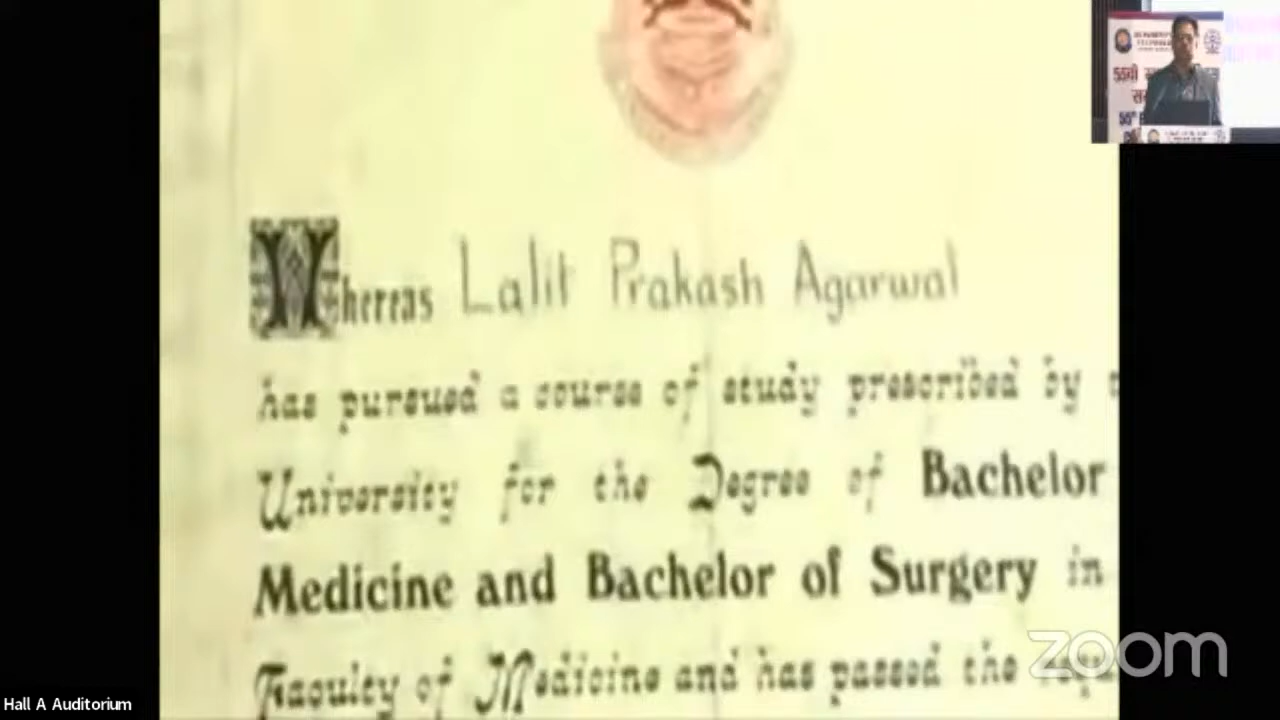 Whereas Lalit Prakash Agarwal
has pursued a course of study prescribed by
University for the Degree of Bachelor
Medicine and Bachelor of Surgery in
Faculty of Medicine and has passed the
zoom
Hall A Auditorium
55वीं